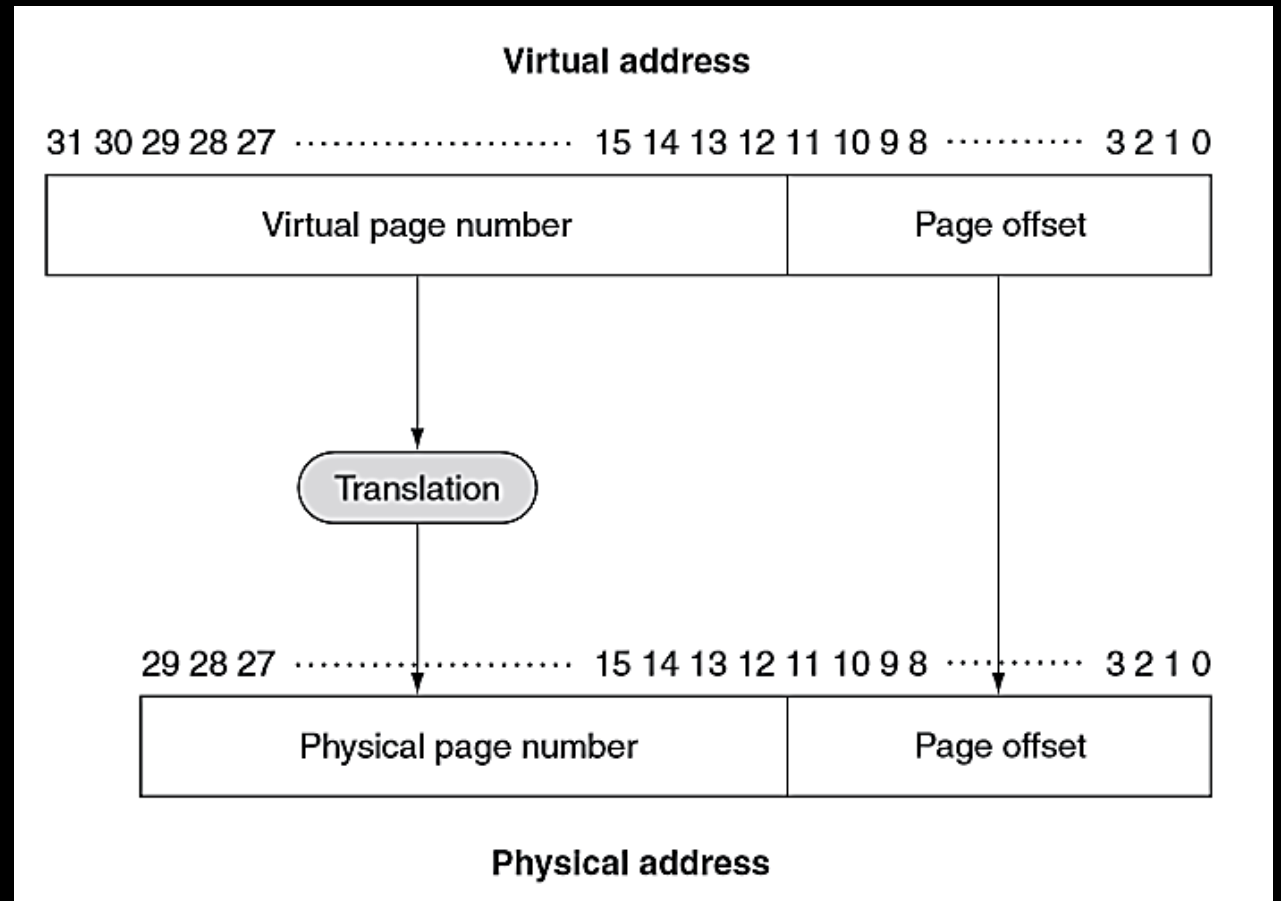 Virtual address
31 30 29 28 27 ······················ 15 14 13 12 11 10 9 8 ··········· 3 2 1 0
Virtual page number Page offset
Translation
29 28 27 ······················ 15 14 13 12 11 10 9 8 ··········· 3 2 1 0
Physical page number Page offset
Physical address